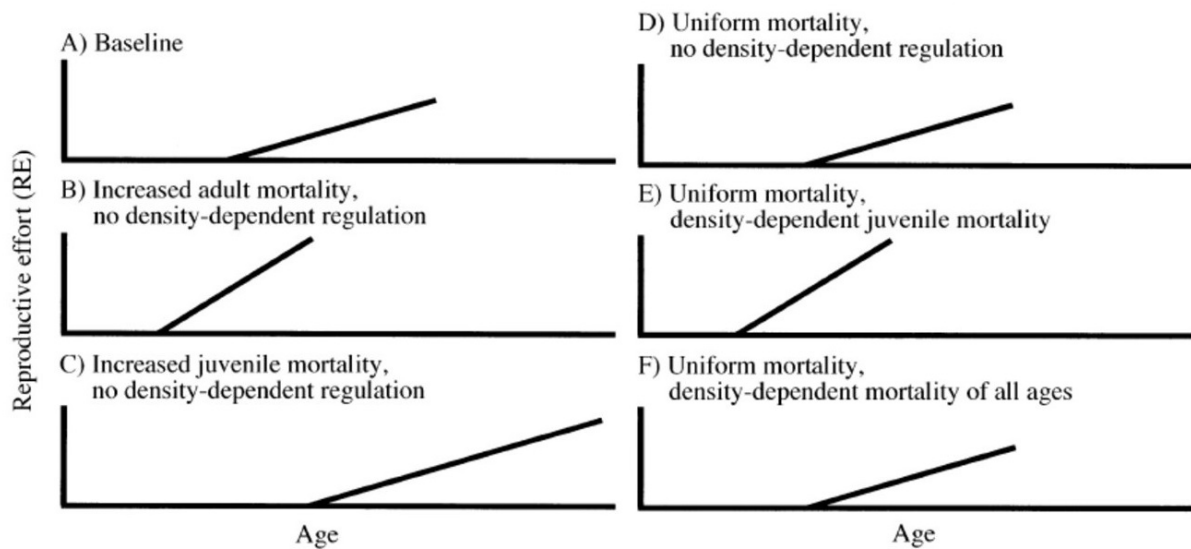 A) Baseline
B) Increased adult mortality,
no density-dependent regulation
C) Increased juvenile mortality,
no density-dependent regulation
D) Uniform mortality,
no density-dependent regulation
E) Uniform mortality,
density-dependent juvenile mortality
F) Uniform mortality,
density-dependent mortality of all ages
Reproductive effort (RE)
Age
Age